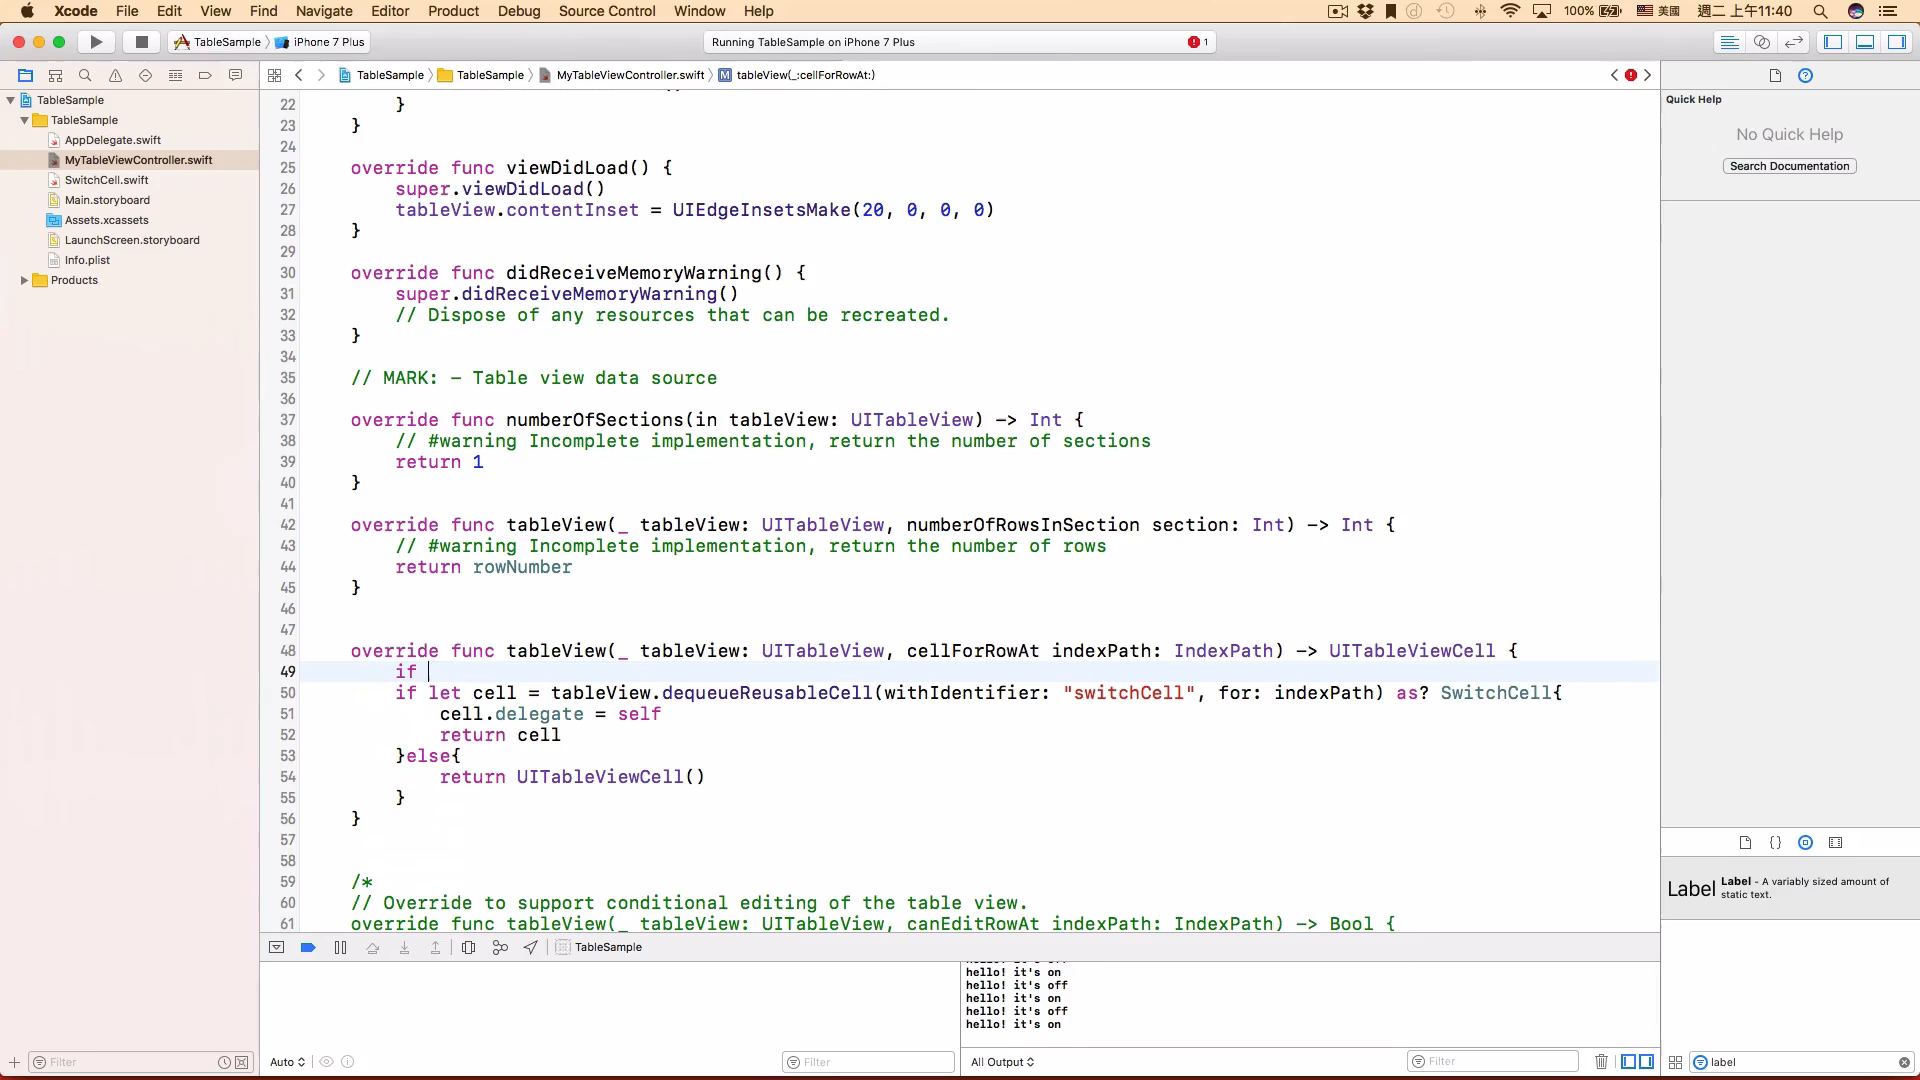 Xcode File Edit View Find Navigate Editor Product Debug Source Control Window Help 100% 美國 週二 上午11:40
TableSample iPhone 7 Plus Running TableSample on iPhone 7 Plus 1
TableSample TableSample MyTableViewController.swift M tableView(_:cellForRowAt:)
TableSample
TableSample
AppDelegate.swift
MyTableViewController.swift
SwitchCell.swift
Main.storyboard
Assets.xcassets
LaunchScreen.storyboard
Info.plist
Products
22 }
23 }
24
25 override func viewDidLoad() {
26 super.viewDidLoad()
27 tableView.contentInset = UIEdgeInsetsMake(20, 0, 0, 0)
28 }
29
30 override func didReceiveMemoryWarning() {
31 super.didReceiveMemoryWarning()
32 // Dispose of any resources that can be recreated.
33 }
34
35 // MARK: - Table view data source
36
37 override func numberOfSections(in tableView: UITableView) -> Int {
38 // #warning Incomplete implementation, return the number of sections
39 return 1
40 }
41
42 override func tableView(_ tableView: UITableView, numberOfRowsInSection section: Int) -> Int {
43 // #warning Incomplete implementation, return the number of rows
44 return rowNumber
45 }
46
47
48 override func tableView(_ tableView: UITableView, cellForRowAt indexPath: IndexPath) -> UITableViewCell {
49 if
50 if let cell = tableView.dequeueReusableCell(withIdentifier: "switchCell", for: indexPath) as? SwitchCell{
51 cell.delegate = self
52 return cell
53 }else{
54 return UITableViewCell()
55 }
56 }
57
58
59 /*
60 // Override to support conditional editing of the table view.
61 override func tableView(_ tableView: UITableView, canEditRowAt indexPath: IndexPath) -> Bool {
TableSample
hello! it's on
hello! it's off
hello! it's on
hello! it's off
hello! it's on
Filter
Auto
Filter
All Output
Filter
Quick Help
No Quick Help
Search Documentation
Label Label - A variably sized amount of
static text.
label